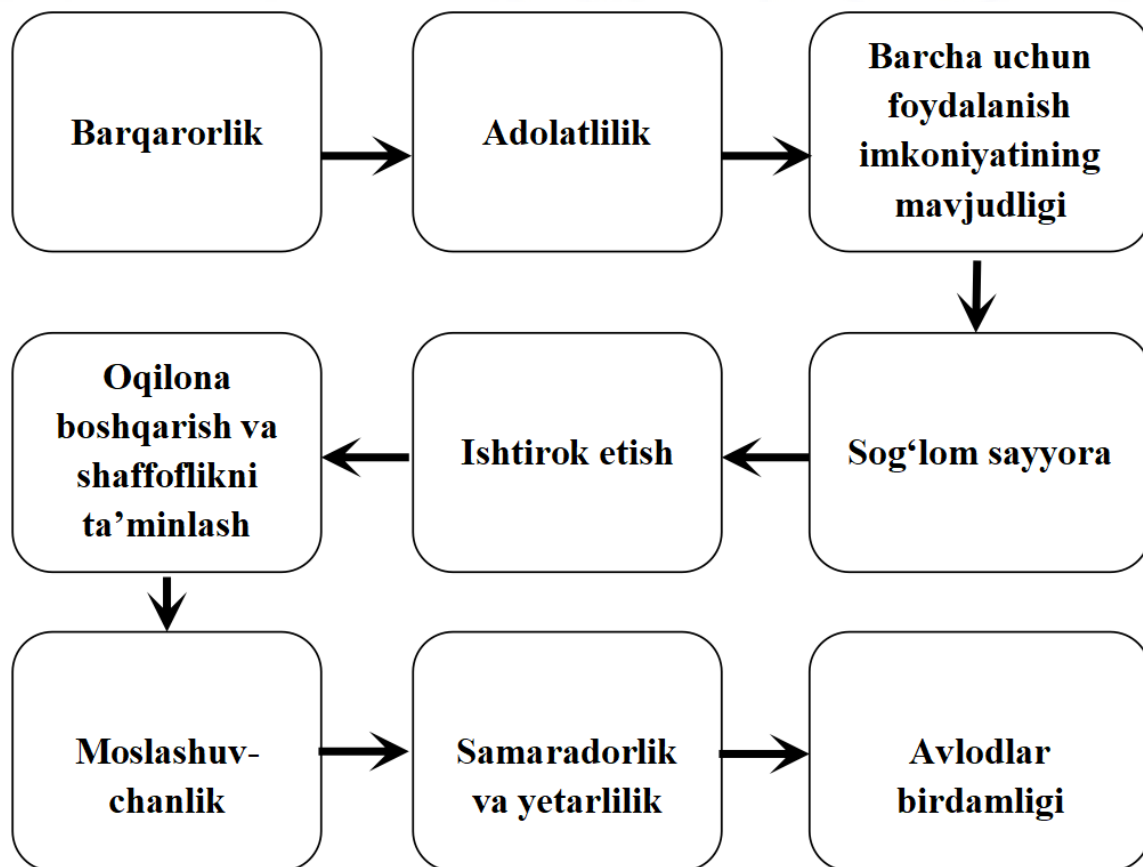 Barqarorlik
Adolatlilik
Barcha uchun
foydalanish
imkoniyatining
mavjudligi
Sog‘lom sayyora
Ishtirok etish
Oqilona
boshqarish va
shaffoflikni
ta’minlash
Moslashuv-
chanlik
Samaradorlik
va yetarlilik
Avlodlar
birdamligi